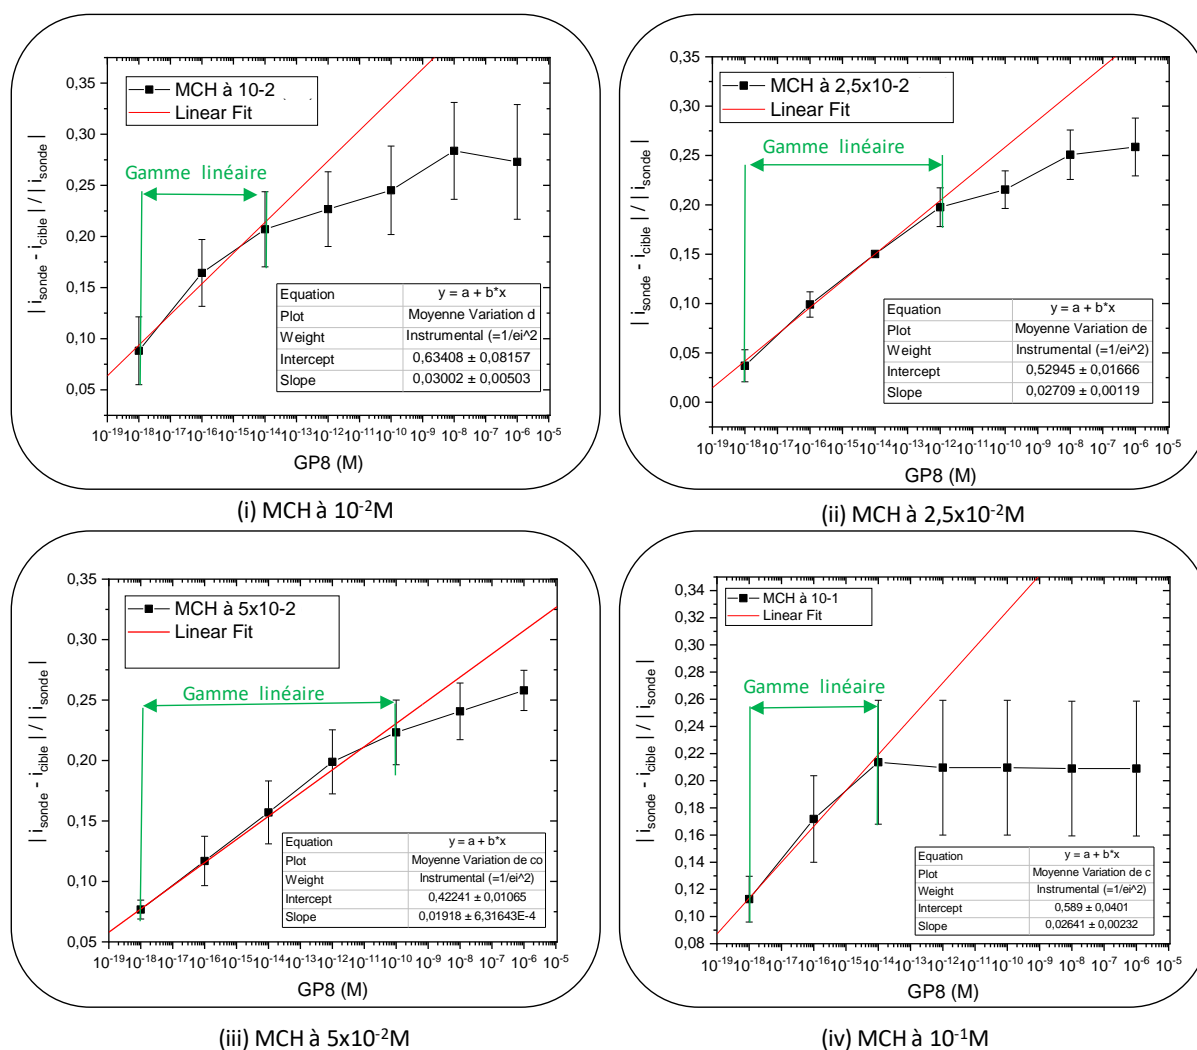 0,35
0,30
0,25
0,20
0,15
0,10
0,05
| i_sonde - i_cible | / | i_sonde |
MCH à 10-2
Linear Fit
Gamme linéaire
Equation y = a + b*x
Plot Moyenne Variation d
Weight Instrumental (=1/ei^2
Intercept 0,63408 ± 0,08157
Slope 0,03002 ± 0,00503
10⁻¹⁹ 10⁻¹⁸ 10⁻¹⁷ 10⁻¹⁶ 10⁻¹⁵ 10⁻¹⁴ 10⁻¹³ 10⁻¹² 10⁻¹¹ 10⁻¹⁰ 10⁻⁹ 10⁻⁸ 10⁻⁷ 10⁻⁶ 10⁻⁵
GP8 (M)
(i) MCH à 10⁻²M
0,35
0,30
0,25
0,20
0,15
0,10
0,05
0,00
| i_sonde - i_cible | / | i_sonde |
MCH à 2,5x10-2
Linear Fit
Gamme linéaire
Equation y = a + b*x
Plot Moyenne Variation de
Weight Instrumental (=1/ei^2)
Intercept 0,52945 ± 0,01666
Slope 0,02709 ± 0,00119
10⁻¹⁹ 10⁻¹⁸ 10⁻¹⁷ 10⁻¹⁶ 10⁻¹⁵ 10⁻¹⁴ 10⁻¹³ 10⁻¹² 10⁻¹¹ 10⁻¹⁰ 10⁻⁹ 10⁻⁸ 10⁻⁷ 10⁻⁶ 10⁻⁵
GP8 (M)
(ii) MCH à 2,5x10⁻²M
0,35
0,30
0,25
0,20
0,15
0,10
0,05
| i_sonde - i_cible | / | i_sonde |
MCH à 5x10-2
Linear Fit
Gamme linéaire
Equation y = a + b*x
Plot Moyenne Variation de co
Weight Instrumental (=1/ei^2)
Intercept 0,42241 ± 0,01065
Slope 0,01918 ± 6,31643E-4
10⁻¹⁹ 10⁻¹⁸ 10⁻¹⁷ 10⁻¹⁶ 10⁻¹⁵ 10⁻¹⁴ 10⁻¹³ 10⁻¹² 10⁻¹¹ 10⁻¹⁰ 10⁻⁹ 10⁻⁸ 10⁻⁷ 10⁻⁶ 10⁻⁵
GP8 (M)
(iii) MCH à 5x10⁻²M
0,34
0,32
0,30
0,28
0,26
0,24
0,22
0,20
0,18
0,16
0,14
0,12
0,10
0,08
| i_sonde - i_cible | / | i_sonde |
MCH à 10-1
Linear Fit
Gamme linéaire
Equation y = a + b*x
Plot Moyenne Variation de c
Weight Instrumental (=1/ei^2)
Intercept 0,589 ± 0,0401
Slope 0,02641 ± 0,00232
10⁻¹⁹ 10⁻¹⁸ 10⁻¹⁷ 10⁻¹⁶ 10⁻¹⁵ 10⁻¹⁴ 10⁻¹³ 10⁻¹² 10⁻¹¹ 10⁻¹⁰ 10⁻⁹ 10⁻⁸ 10⁻⁷ 10⁻⁶ 10⁻⁵
GP8 (M)
(iv) MCH à 10⁻¹M